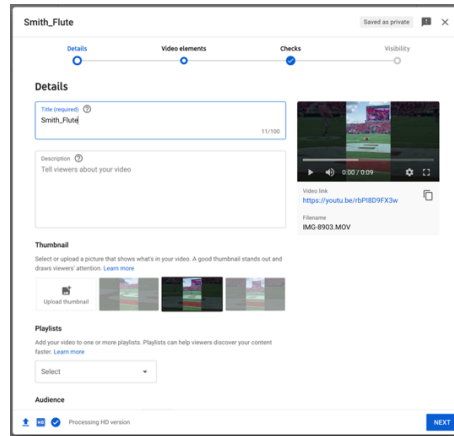 Smith_Flute
Saved as private
Details
Video elements
Checks
Visibility
Details
Title (required)
Smith_Flute
11/100
Description
Tell viewers about your video
0:00 / 0:09
Video link
https://youtu.be/rbPI8D9FX3w
Filename
IMG-8903.MOV
Thumbnail
Select or upload a picture that shows what's in your video. A good thumbnail stands out and
draws viewers' attention. Learn more
Upload thumbnail
Playlists
Add your video to one or more playlists. Playlists can help viewers discover your content
faster. Learn more
Select
Audience
HD
Processing HD version
NEXT